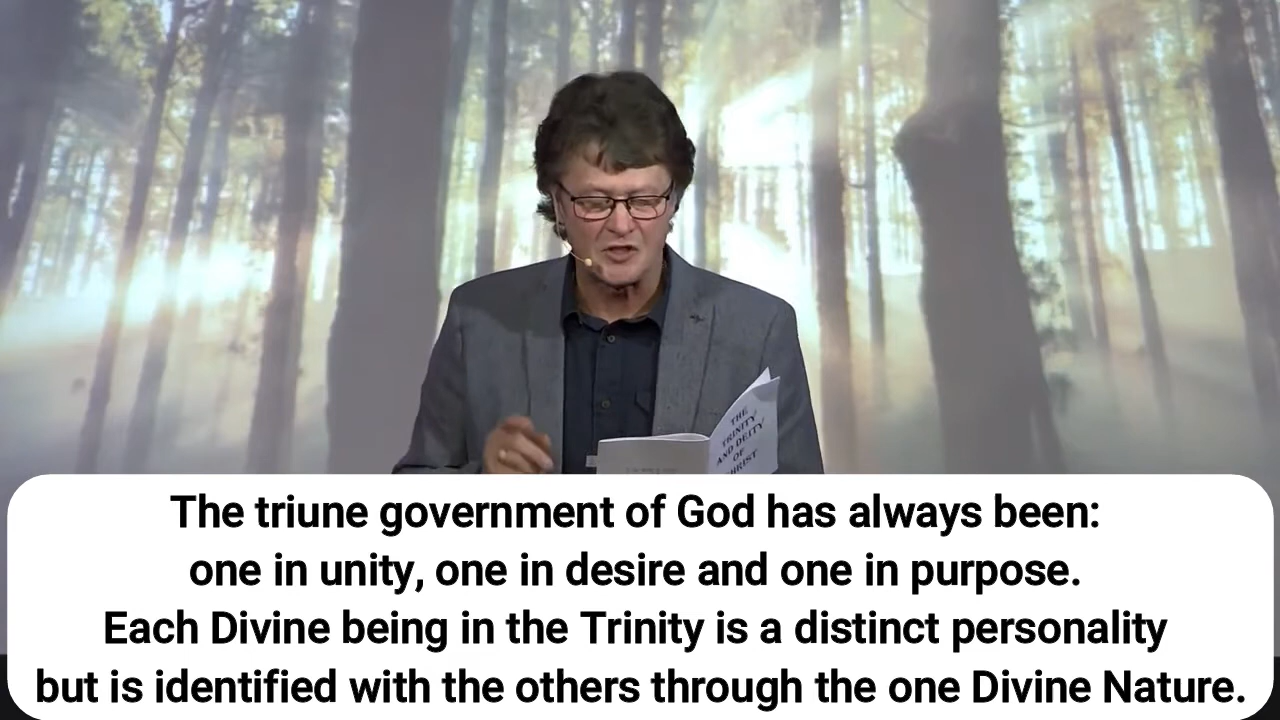 THE
TRINITY
AND DEITY
OF
CHRIST
The triune government of God has always been:
one in unity, one in desire and one in purpose.
Each Divine being in the Trinity is a distinct personality
but is identified with the others through the one Divine Nature.